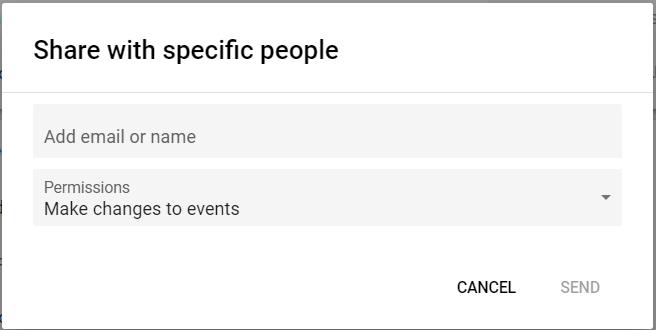 Share with specific people
Add email or name
Permissions
Make changes to events
CANCEL
SEND